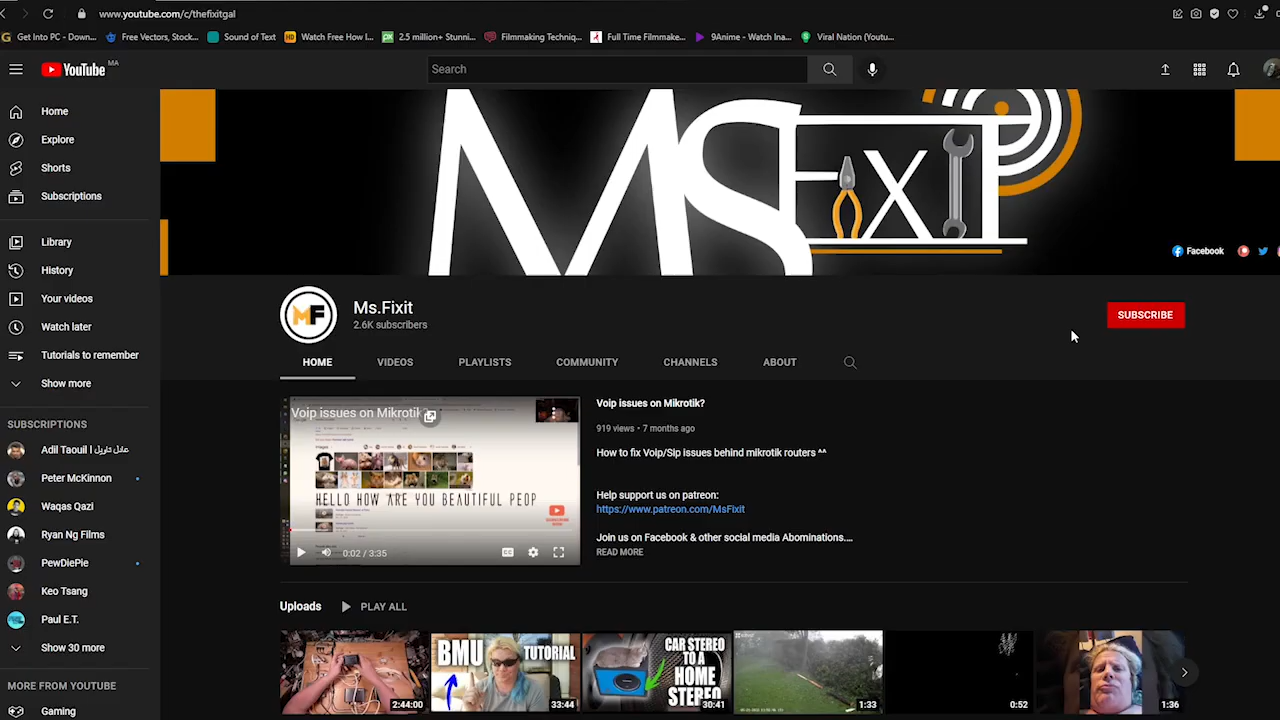 www.youtube.com/c/thefixitgal
Get Into PC - Down...
Free Vectors, Stock...
Sound of Text
Watch Free How I...
2.5 million+ Stunni...
Filmmaking Techniq...
Full Time Filmmake...
9Anime - Watch Ina...
Viral Nation (Youtu...
YouTube MA
Search
MS FiXIT
Facebook
Home
Explore
Shorts
Subscriptions
Library
History
Your videos
Watch later
Tutorials to remember
Show more
SUBSCRIPTIONS
Adil Taouil | عادل طاويل
Peter McKinnon
Waqas Qazi
Ryan Ng Films
PewDiePie
Keo Tsang
Paul E.T.
Show 30 more
MORE FROM YOUTUBE
Gaming
MF
Ms.Fixit
2.6K subscribers
SUBSCRIBE
HOME
VIDEOS
PLAYLISTS
COMMUNITY
CHANNELS
ABOUT
Voip issues on Mikrotik
HELLO HOW ARE YOU BEAUTIFUL PEOP
0:02 / 3:35
Voip issues on Mikrotik?
919 views • 7 months ago
How to fix Voip/Sip issues behind mikrotik routers ^^
Help support us on patreon:
https://www.patreon.com/MsFixit
Join us on Facebook & other social media Abominations....
READ MORE
Uploads
PLAY ALL
2:44:00
BMU TUTORIAL
33:44
CAR STEREO
TO A
HOME
STEREO
30:41
1:33
0:52
1:36